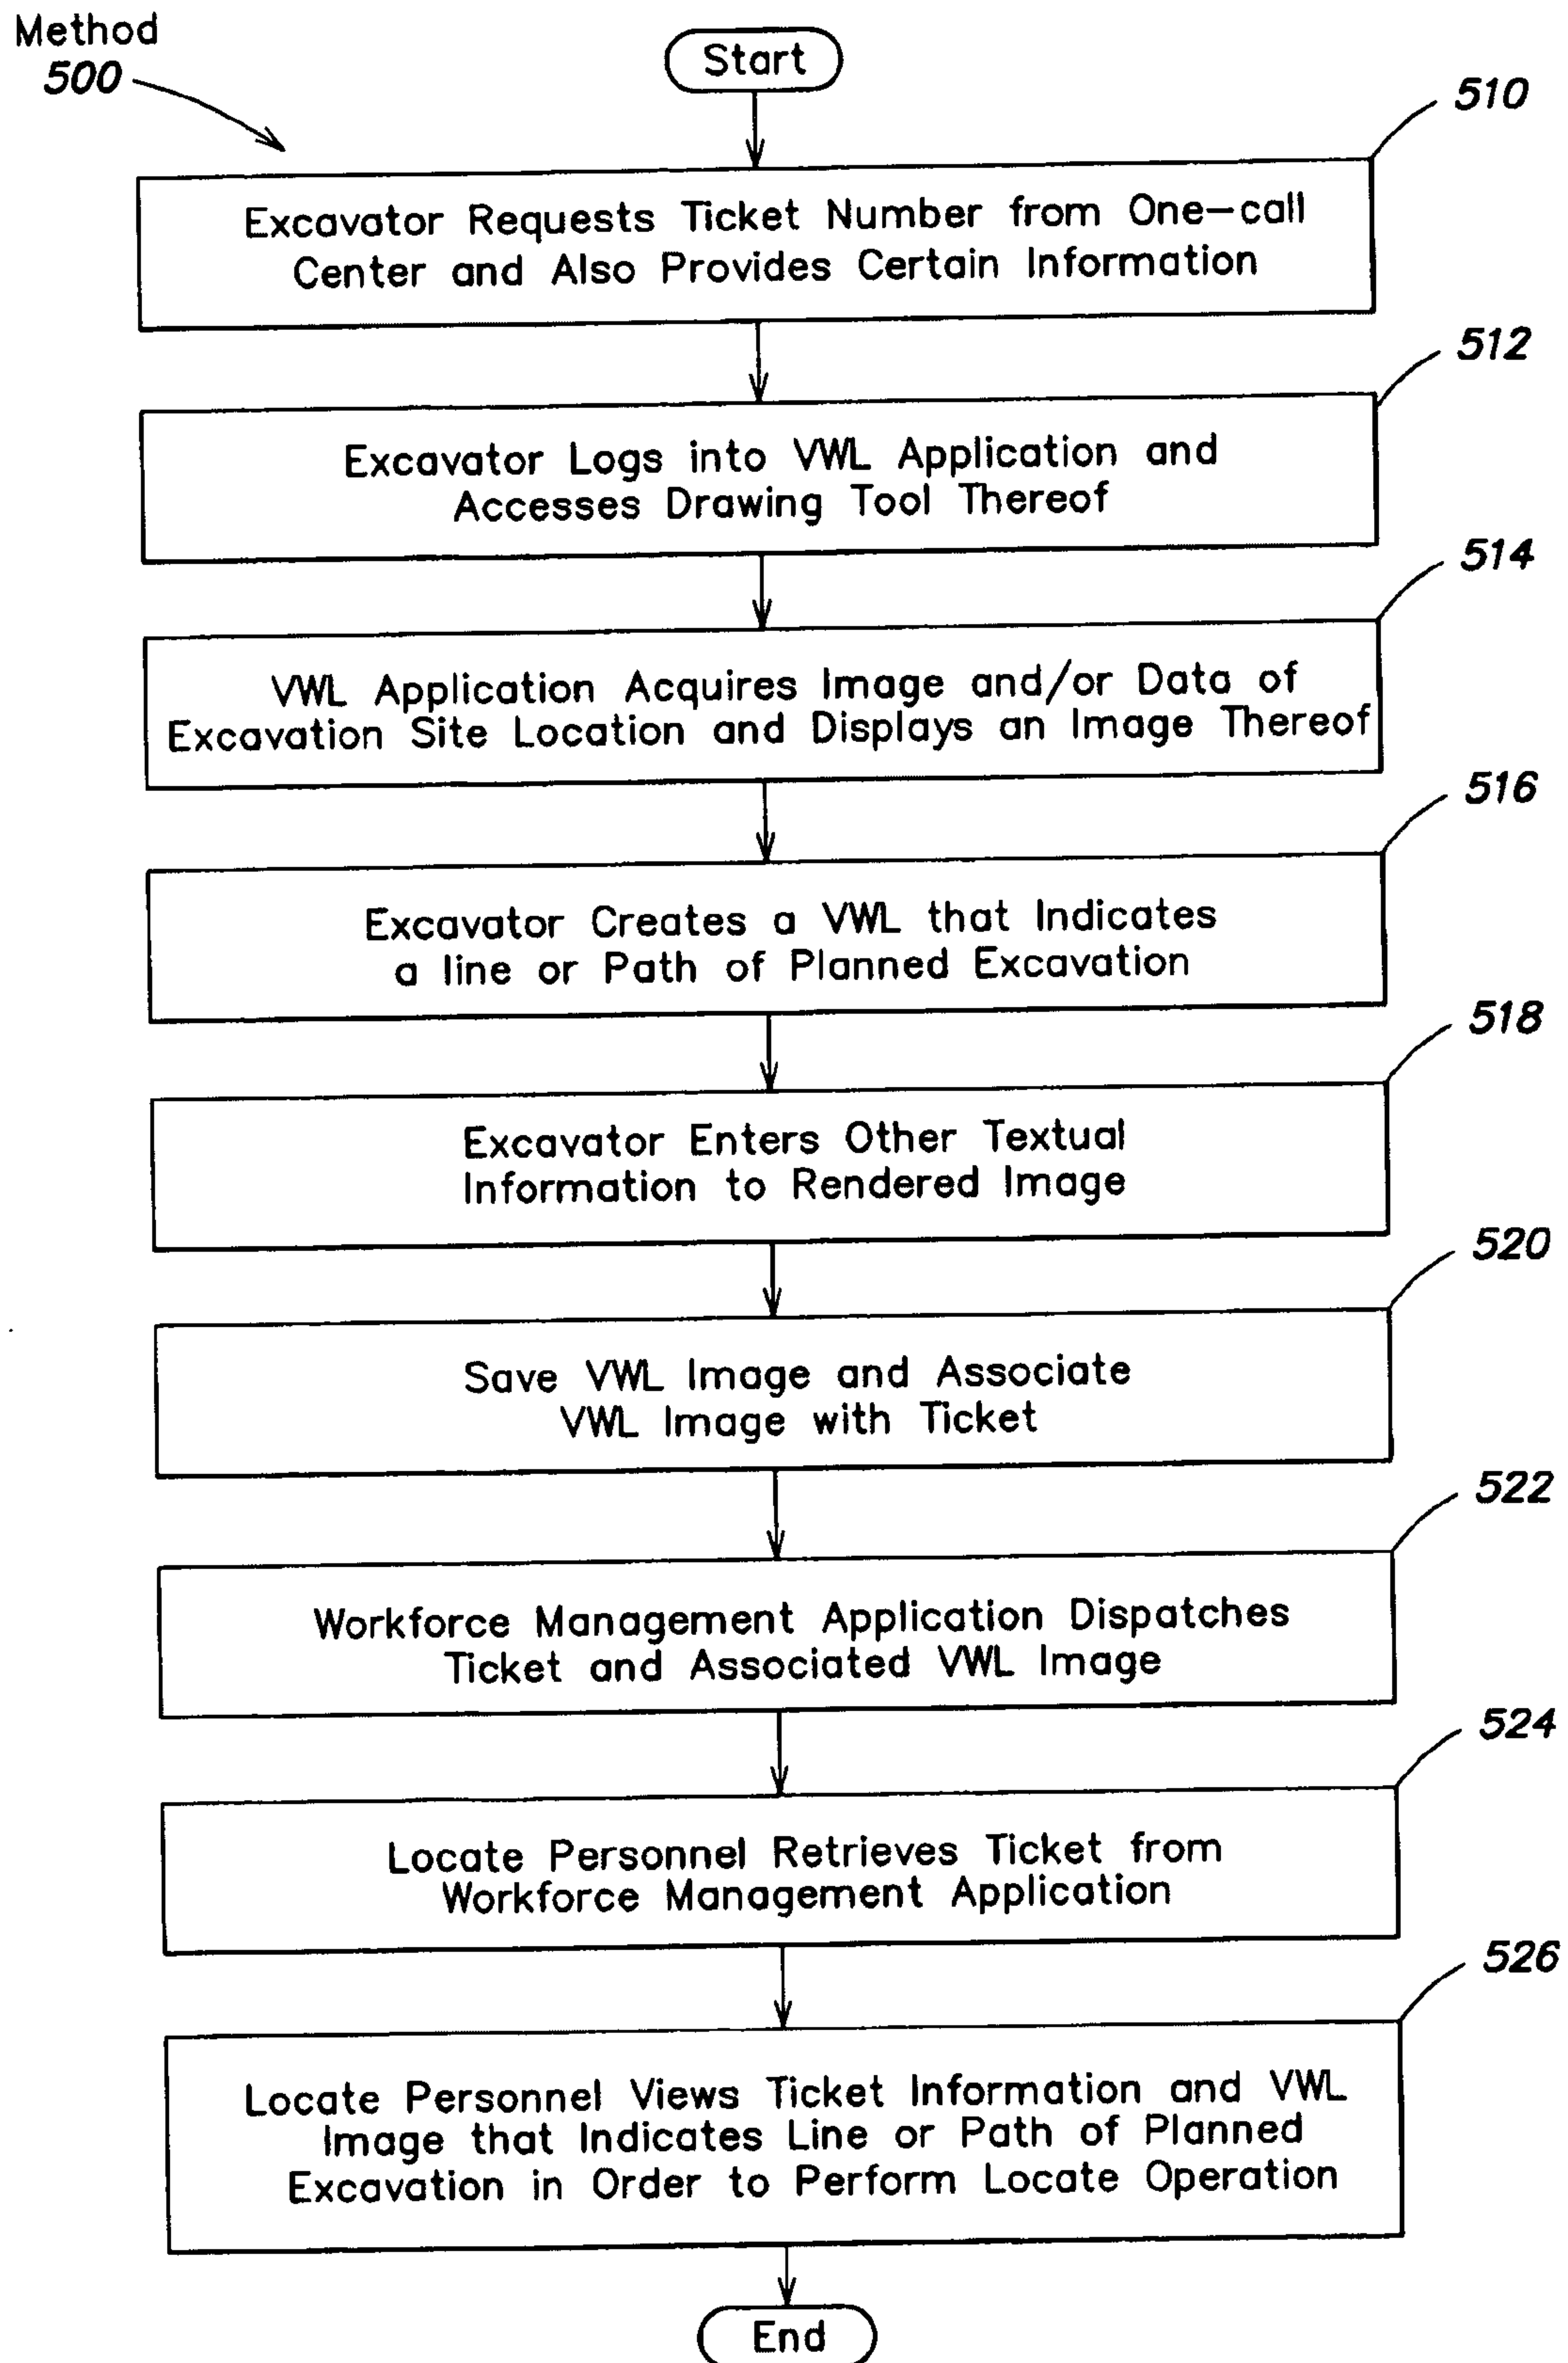 Method
500
Start
510
Excavator Requests Ticket Number from One-call
Center and Also Provides Certain Information
512
Excavator Logs into VWL Application and
Accesses Drawing Tool Thereof
514
VWL Application Acquires Image and/or Data of
Excavation Site Location and Displays an Image Thereof
516
Excavator Creates a VWL that Indicates
a line or Path of Planned Excavation
518
Excavator Enters Other Textual
Information to Rendered Image
520
Save VWL Image and Associate
VWL Image with Ticket
522
Workforce Management Application Dispatches
Ticket and Associated VWL Image
524
Locate Personnel Retrieves Ticket from
Workforce Management Application
526
Locate Personnel Views Ticket Information and VWL
Image that Indicates Line or Path of Planned
Excavation in Order to Perform Locate Operation
End